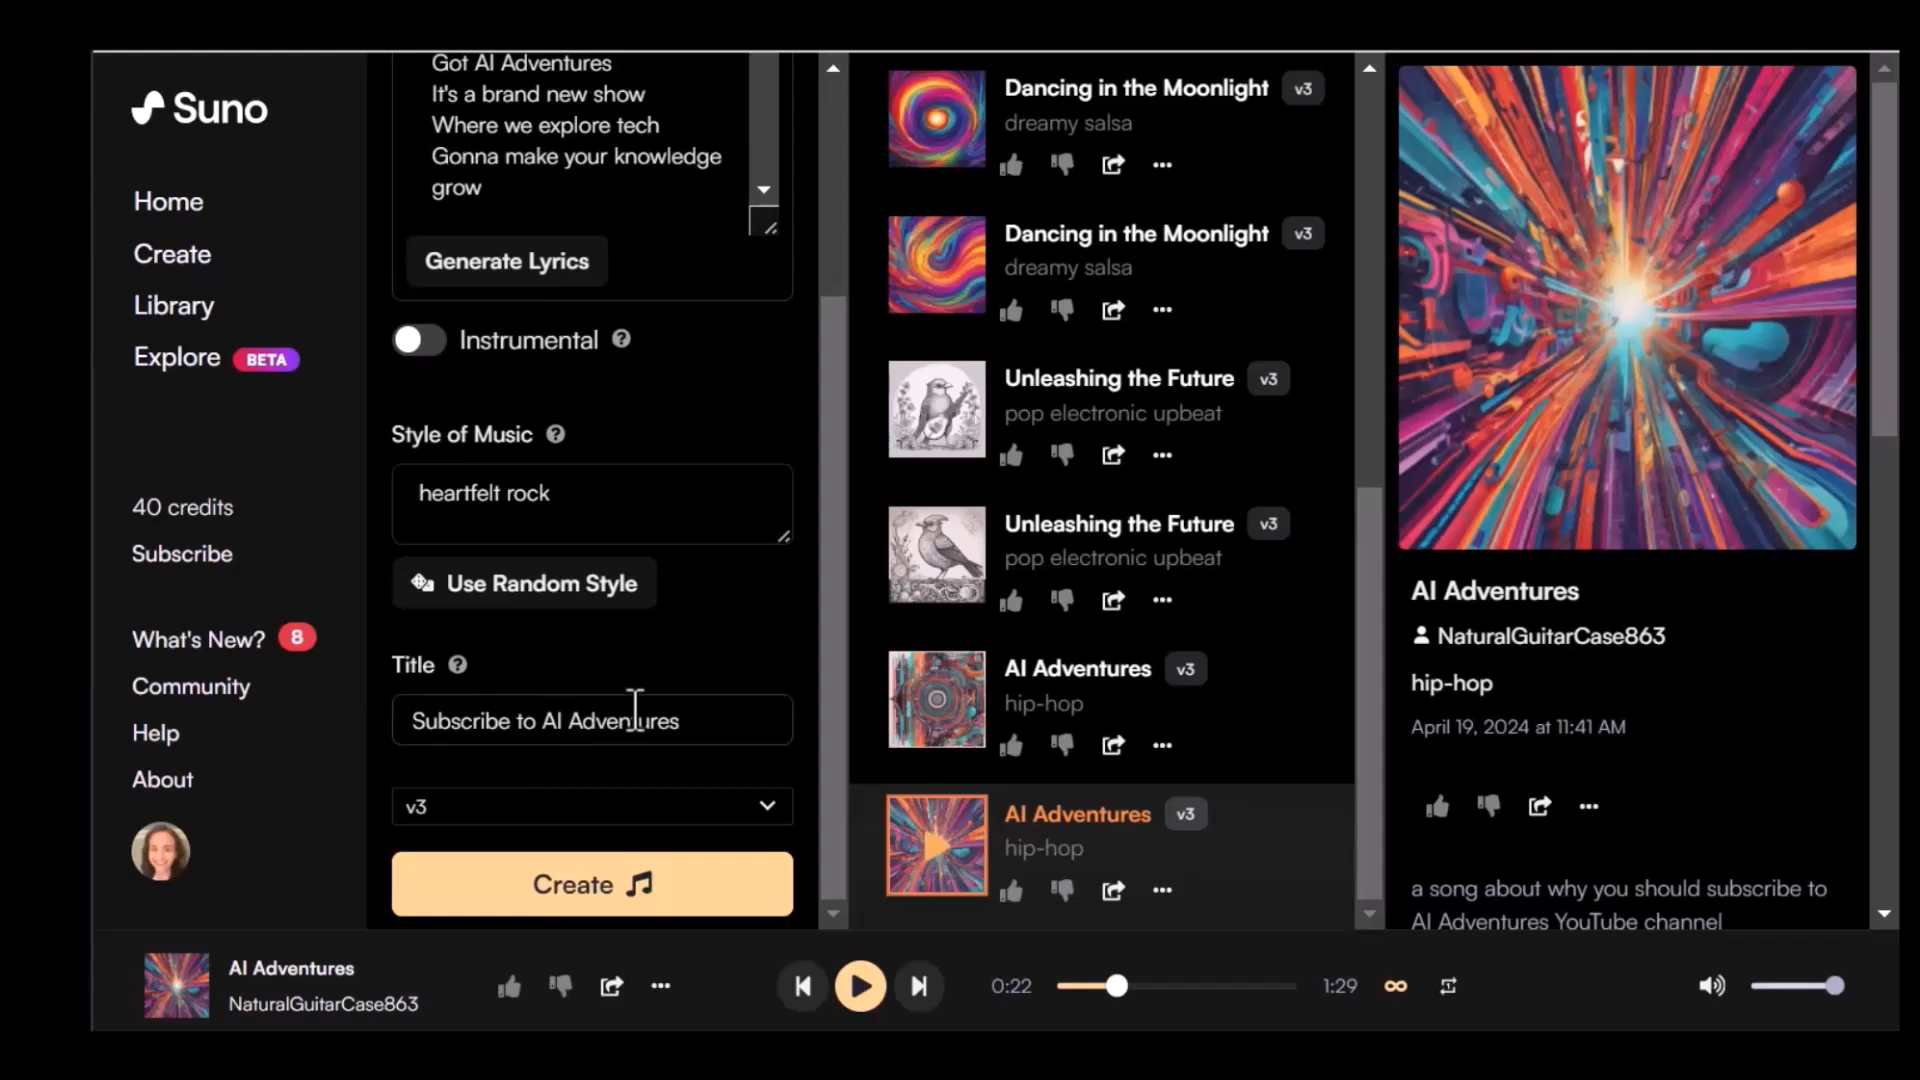 Suno
Home
Create
Library
Explore BETA
40 credits
Subscribe
What's New? 8
Community
Help
About
Got AI Adventures
It's a brand new show
Where we explore tech
Gonna make your knowledge
grow
Generate Lyrics
Instrumental ?
Style of Music ?
heartfelt rock
Use Random Style
Title ?
Subscribe to AI Adventures
v3
Create
Dancing in the Moonlight v3
dreamy salsa
Dancing in the Moonlight v3
dreamy salsa
Unleashing the Future v3
pop electronic upbeat
Unleashing the Future v3
pop electronic upbeat
AI Adventures v3
hip-hop
AI Adventures v3
hip-hop
AI Adventures
NaturalGuitarCase863
hip-hop
April 19, 2024 at 11:41 AM
a song about why you should subscribe to
AI Adventures YouTube channel
AI Adventures
NaturalGuitarCase863
0:22
1:29